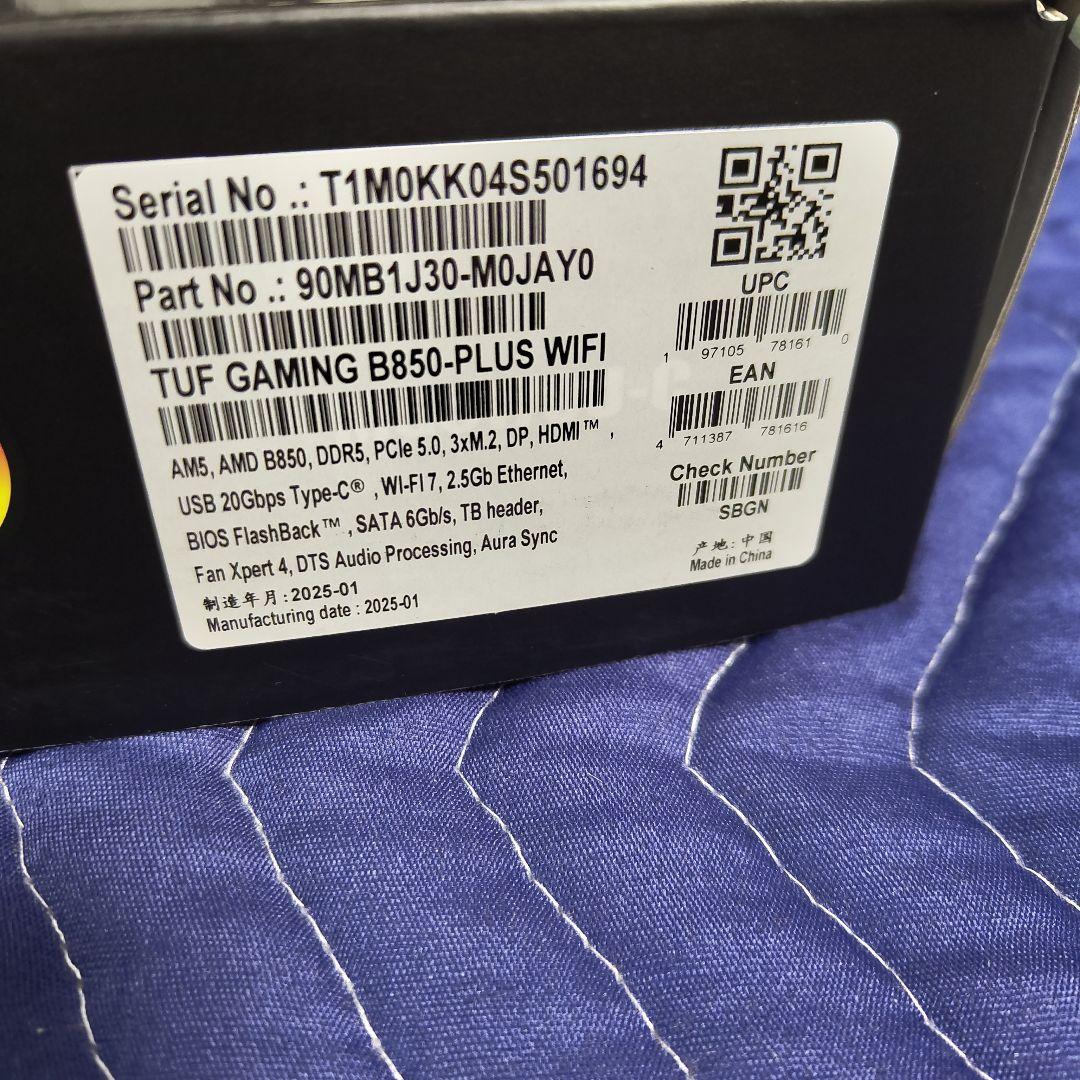 Serial No .: T1M0KK04S501694
Part No .: 90MB1J30-M0JAY0
TUF GAMING B850-PLUS WIFI
AM5, AMD B850, DDR5, PCIe 5.0, 3xM.2, DP, HDMI™ ,
USB 20Gbps Type-C® , WI-FI 7, 2.5Gb Ethernet,
BIOS FlashBack™ , SATA 6Gb/s, TB header,
Fan Xpert 4, DTS Audio Processing, Aura Sync
制造年月:2025-01
Manufacturing date : 2025-01
UPC
1 97105 78161 0
EAN
4 711387 781616
Check Number
SBGN
产地: 中国
Made in China